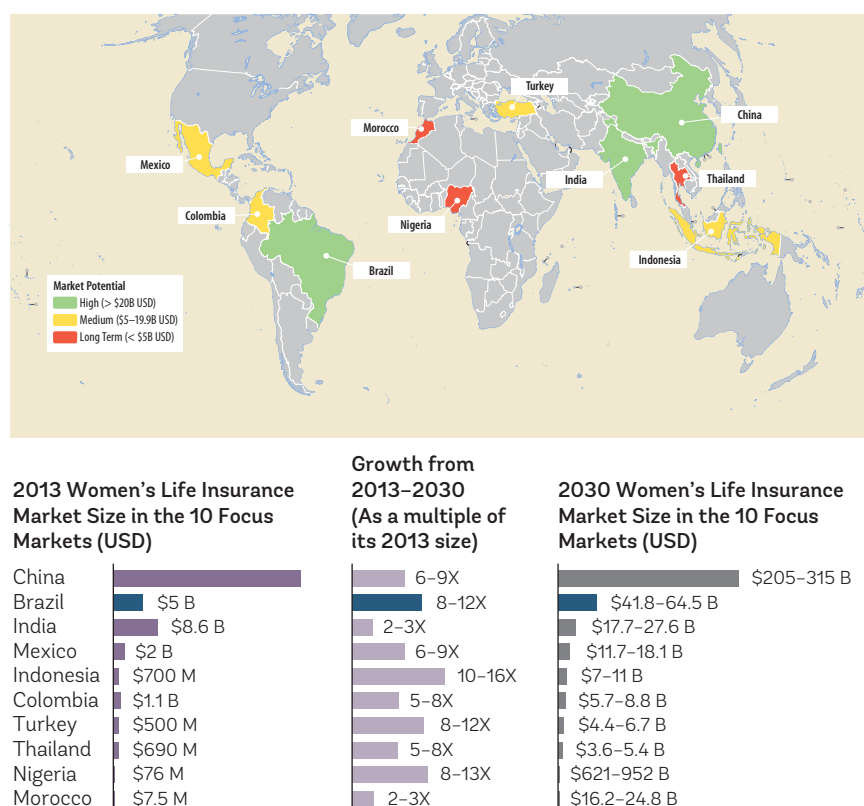 Turkey
China
Morocco
Mexico
India
Thailand
Colombia
Nigeria
Indonesia
Brazil
Market Potential
High (> $20B USD)
Medium ($5–19.9B USD)
Long Term (< $5B USD)
2013 Women's Life Insurance
Market Size in the 10 Focus
Markets (USD)
Growth from
2013–2030
(As a multiple of
its 2013 size)
2030 Women's Life Insurance
Market Size in the 10 Focus
Markets (USD)
China 6–9X $205–315 B
Brazil $5 B 8–12X $41.8–64.5 B
India $8.6 B 2–3X $17.7–27.6 B
Mexico $2 B 6–9X $11.7–18.1 B
Indonesia $700 M 10–16X $7–11 B
Colombia $1.1 B 5–8X $5.7–8.8 B
Turkey $500 M 8–12X $4.4–6.7 B
Thailand $690 M 5–8X $3.6–5.4 B
Nigeria $76 M 8–13X $621–952 B
Morocco $7.5 M 2–3X $16.2–24.8 B